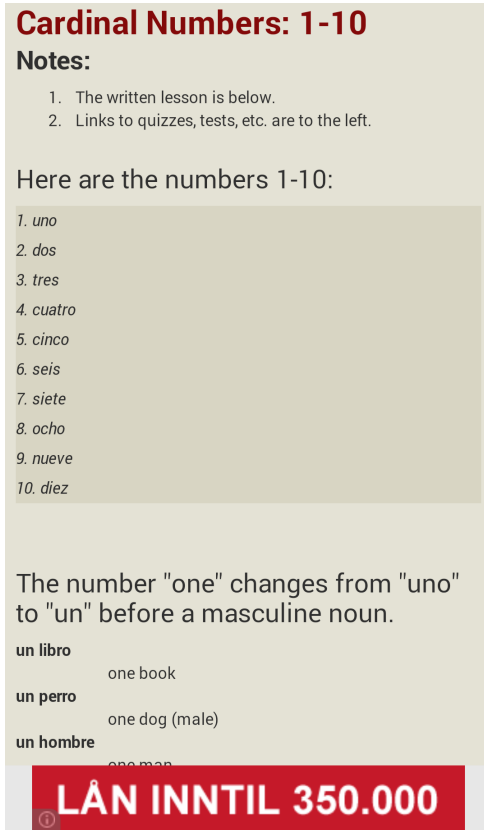 Cardinal Numbers: 1-10
Notes:
1. The written lesson is below.
2. Links to quizzes, tests, etc. are to the left.
Here are the numbers 1-10:
1. uno
2. dos
3. tres
4. cuatro
5. cinco
6. seis
7. siete
8. ocho
9. nueve
10. diez
The number "one" changes from "uno"
to "un" before a masculine noun.
un libro
one book
un perro
one dog (male)
un hombre
one man
LÅN INNTIL 350.000